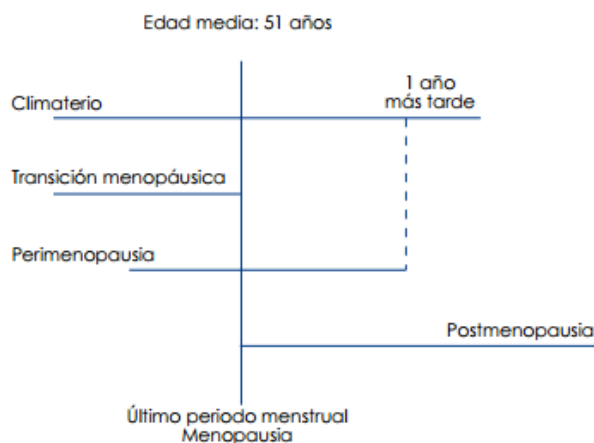 Edad media: 51 años
1 año
más tarde
Climaterio
Transición menopáusica
Perimenopausia
Postmenopausia
Último periodo menstrual
Menopausia